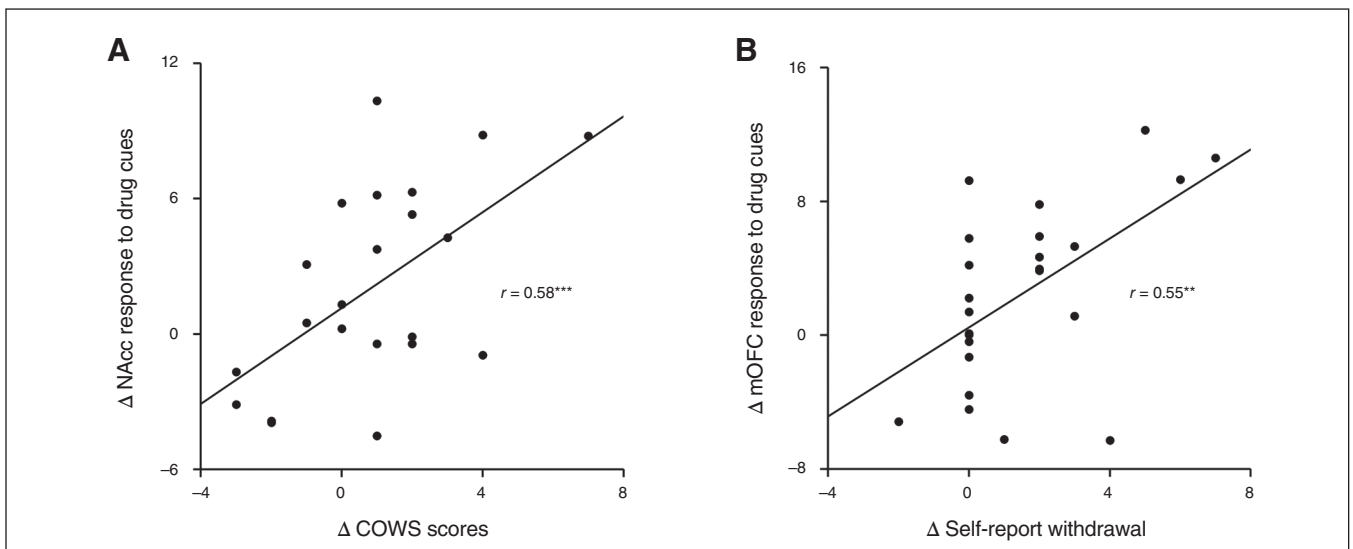 A
12
6
0
–6
Δ NAcc response to drug cues
r = 0.58***
–4 0 4 8
Δ COWS scores
B
16
8
0
–8
Δ mOFC response to drug cues
r = 0.55**
–4 0 4 8
Δ Self-report withdrawal